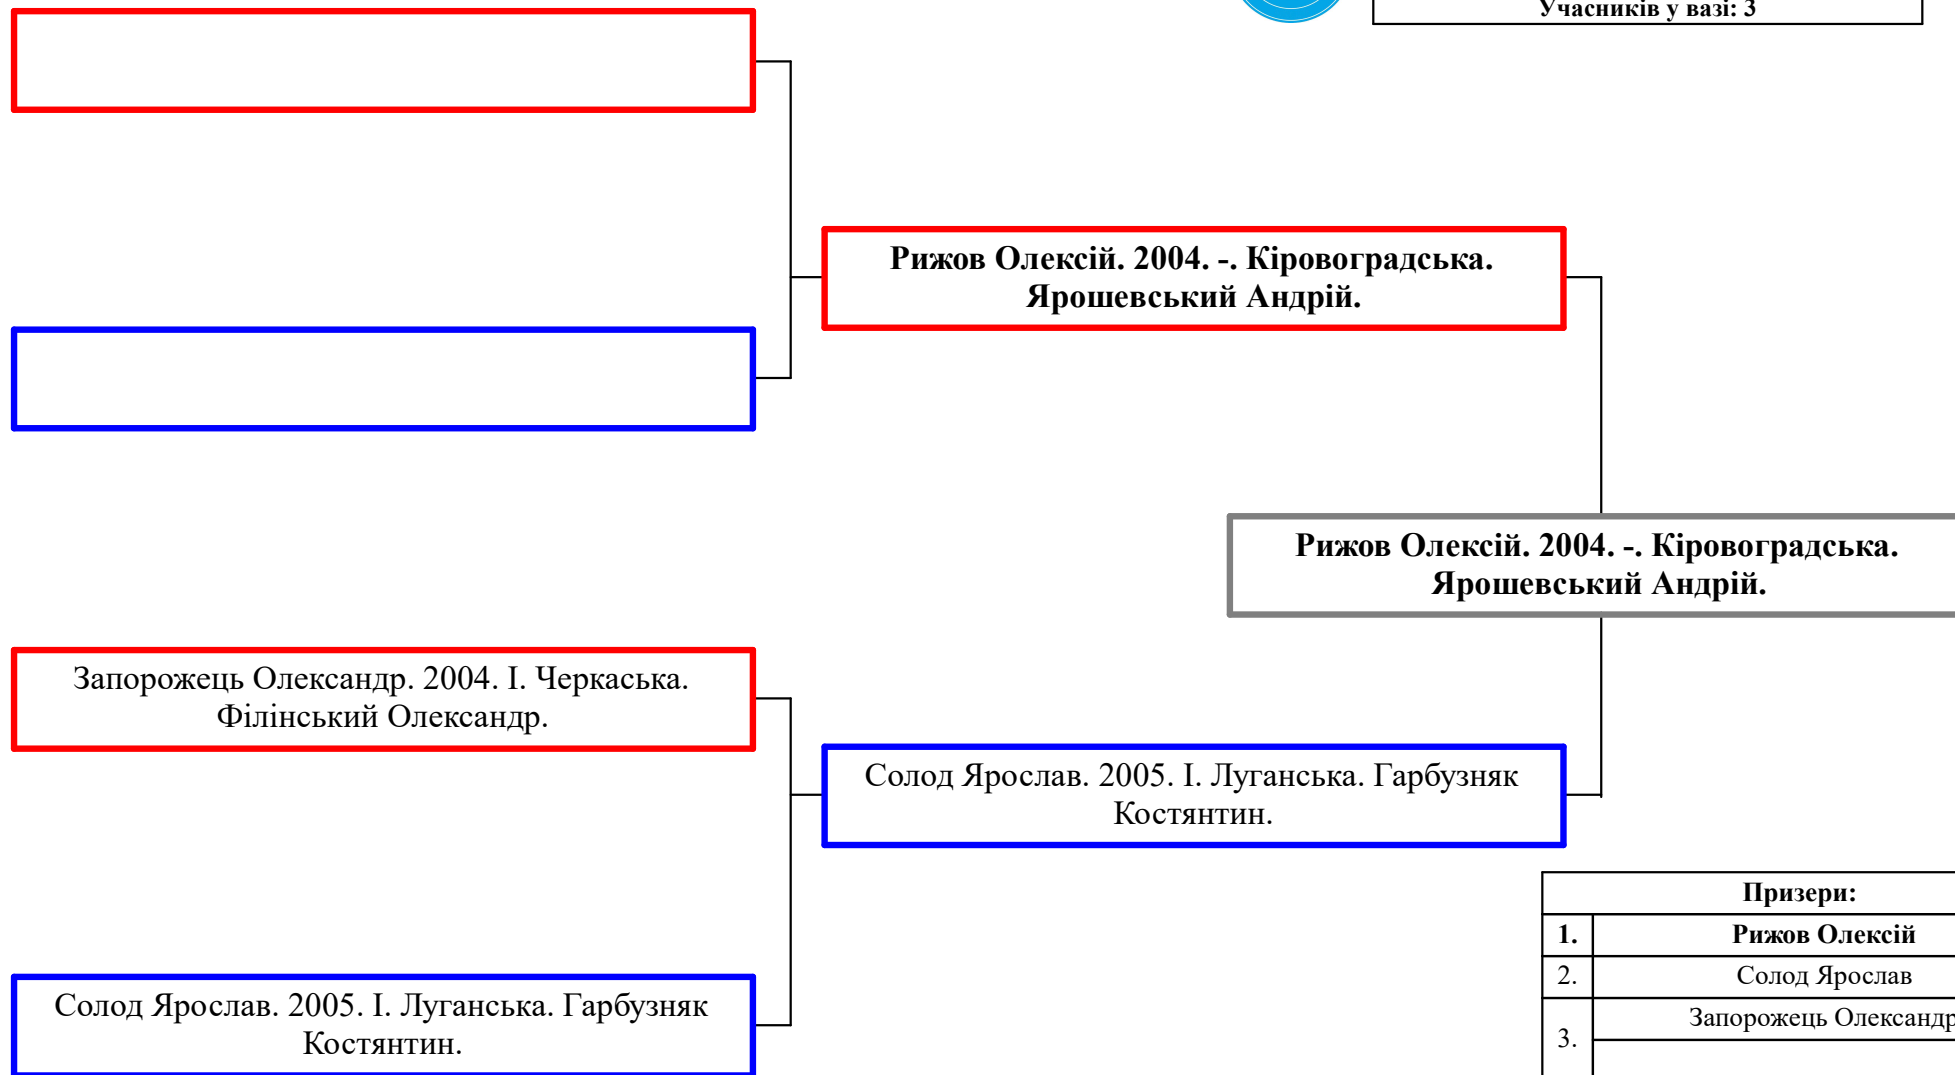 Учасників у вазі: 3
Рижов Олексій. 2004. -. Кіровоградська.
Ярошевський Андрій.
Рижов Олексій. 2004. -. Кіровоградська.
Ярошевський Андрій.
Запорожець Олександр. 2004. І. Черкаська.
Філінський Олександр.
Солод Ярослав. 2005. І. Луганська. Гарбузняк
Костянтин.
Солод Ярослав. 2005. І. Луганська. Гарбузняк
Костянтин.
Призери:
1. Рижов Олексій
2. Солод Ярослав
3. Запорожець Олександр